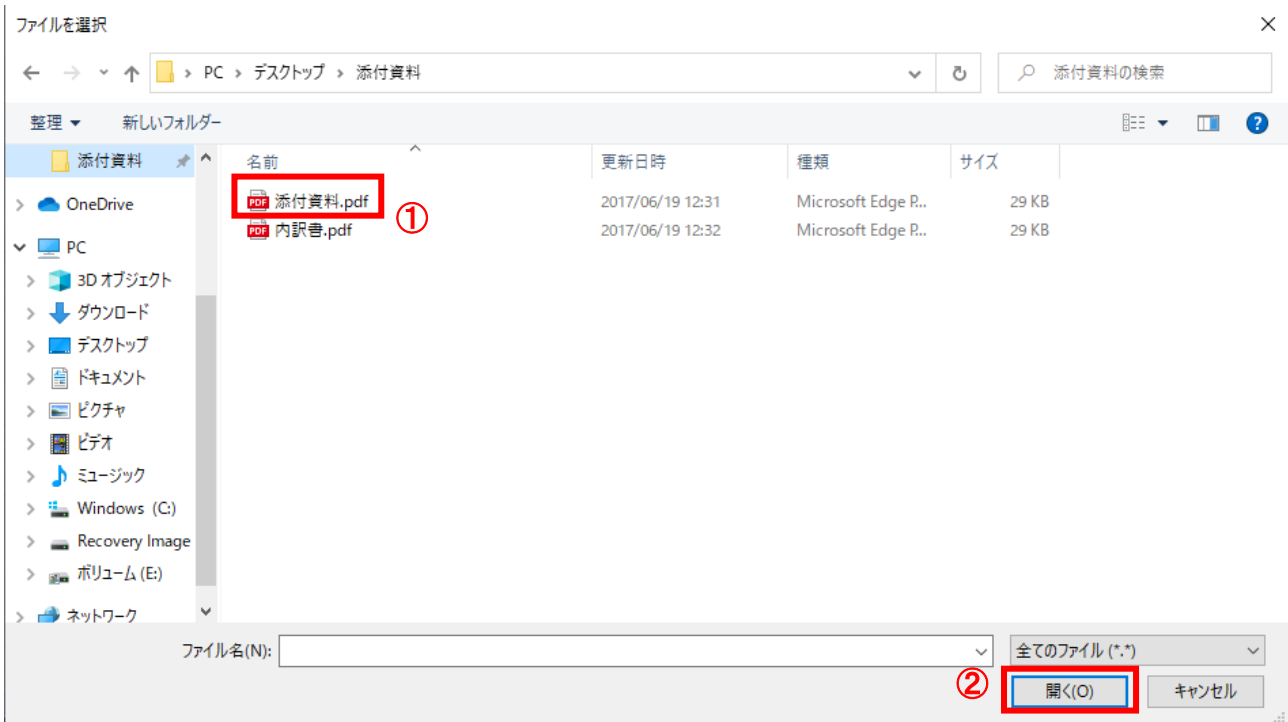 ファイルを選択
PC › デスクトップ › 添付資料
添付資料の検索
整理 新しいフォルダー
添付資料
OneDrive
PC
3D オブジェクト
ダウンロード
デスクトップ
ドキュメント
ピクチャ
ビデオ
ミュージック
Windows (C:)
Recovery Image
ボリューム (E:)
ネットワーク
名前 更新日時 種類 サイズ
PDF 添付資料.pdf 2017/06/19 12:31 Microsoft Edge P... 29 KB
①
PDF 内訳書.pdf 2017/06/19 12:32 Microsoft Edge P... 29 KB
ファイル名(N): 全てのファイル (*.*)
② 開く(O) キャンセル